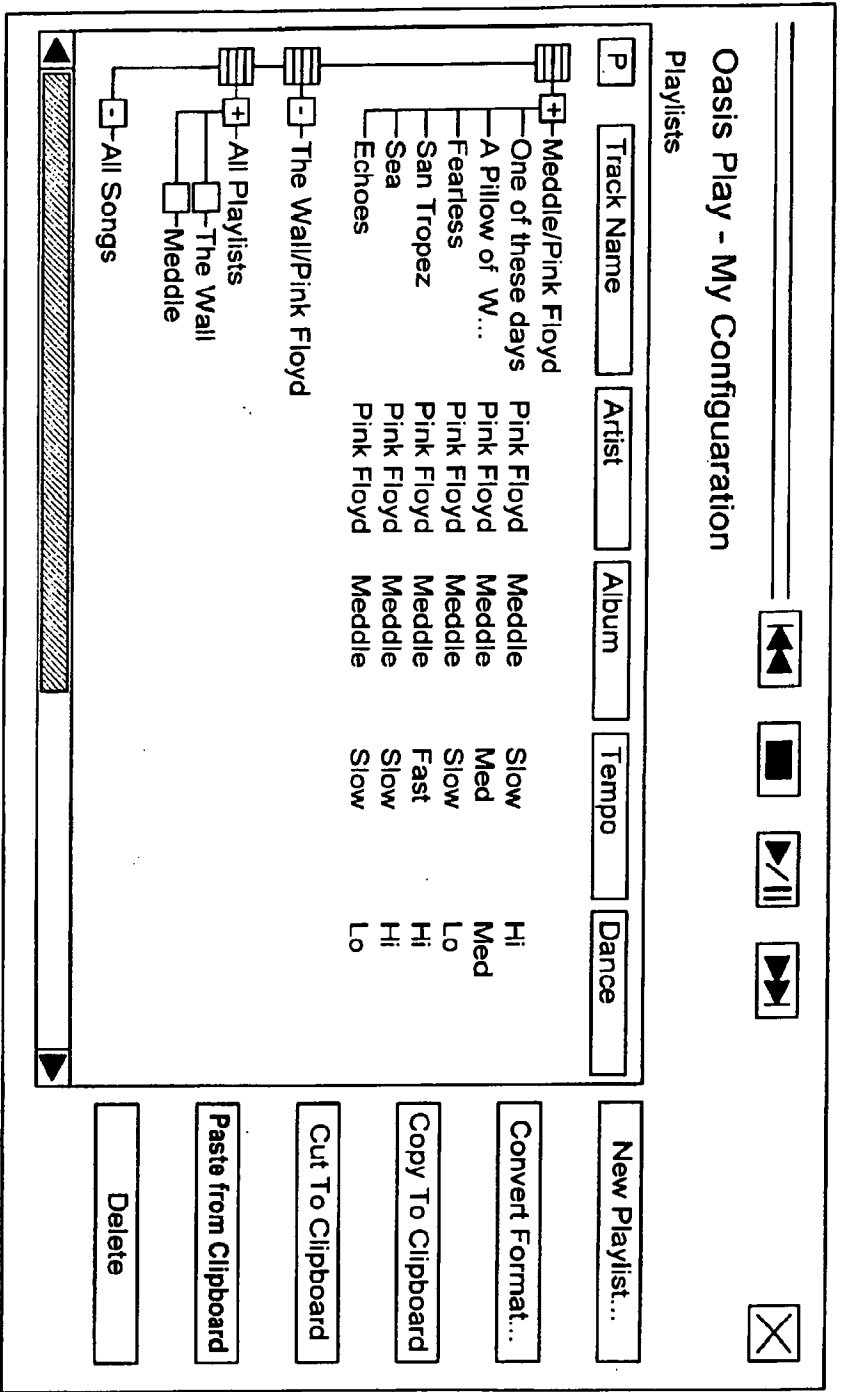 Oasis Play - My Configuaration
Playlists
P Track Name Artist Album Tempo Dance
+ Meddle/Pink Floyd
One of these days Pink Floyd Meddle Slow Hi
A Pillow of W... Pink Floyd Meddle Med Med
Fearless Pink Floyd Meddle Slow Lo
San Tropez Pink Floyd Meddle Fast Hi
Sea Pink Floyd Meddle Slow Hi
Echoes Pink Floyd Meddle Slow Lo
- The Wall/Pink Floyd
+ All Playlists
The Wall
Meddle
- All Songs
New Playlist...
Convert Format...
Copy To Clipboard
Cut To Clipboard
Paste from Clipboard
Delete